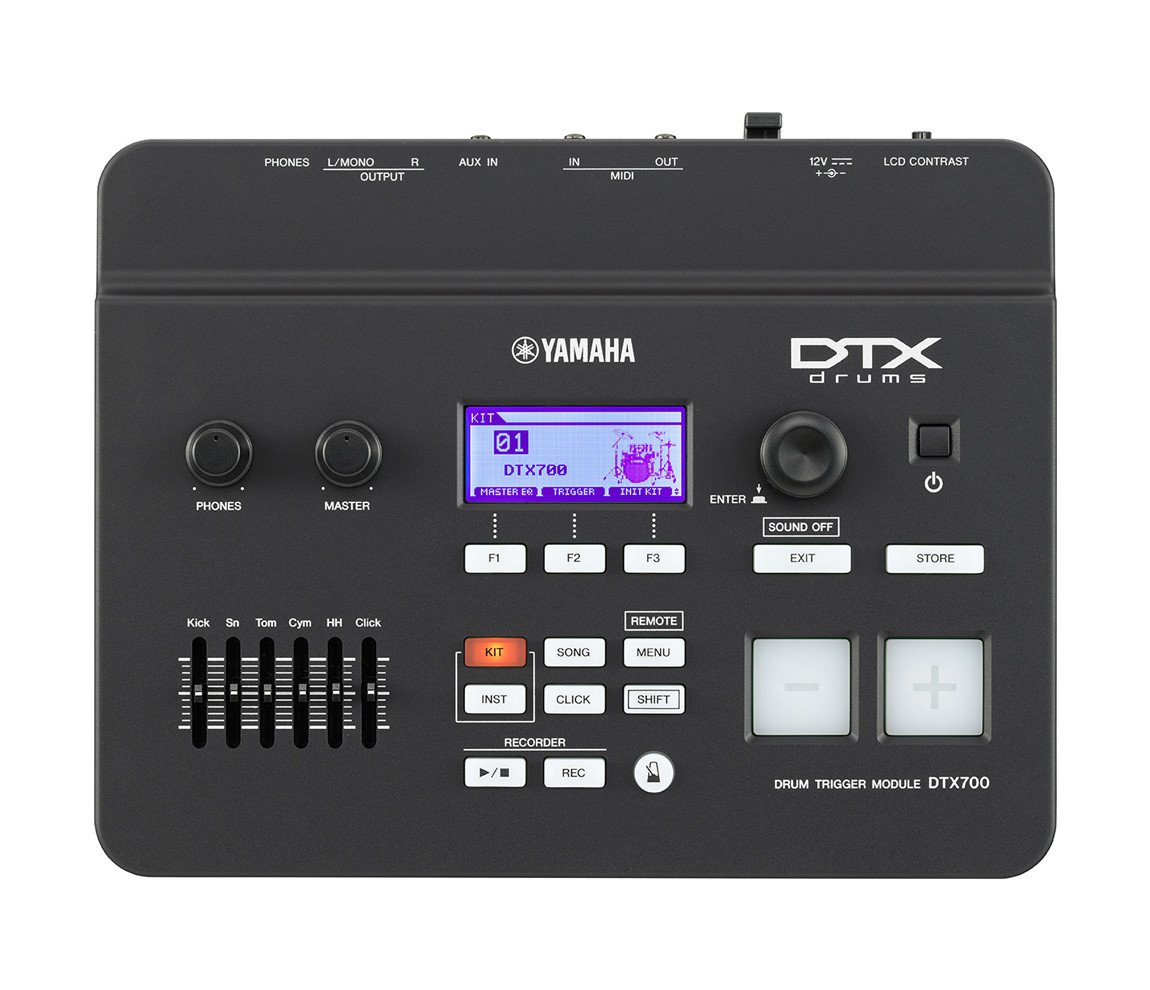 PHONES L/MONO R AUX IN IN OUT 12V LCD CONTRAST
OUTPUT MIDI
YAMAHA
DTX
drums
KIT
01
DTX700
MASTER EQ TRIGGER INIT KIT
PHONES MASTER
ENTER
SOUND OFF
F1 F2 F3 EXIT STORE
Kick Sn Tom Cym HH Click
REMOTE
KIT SONG MENU
INST CLICK SHIFT
RECORDER
REC
DRUM TRIGGER MODULE DTX700